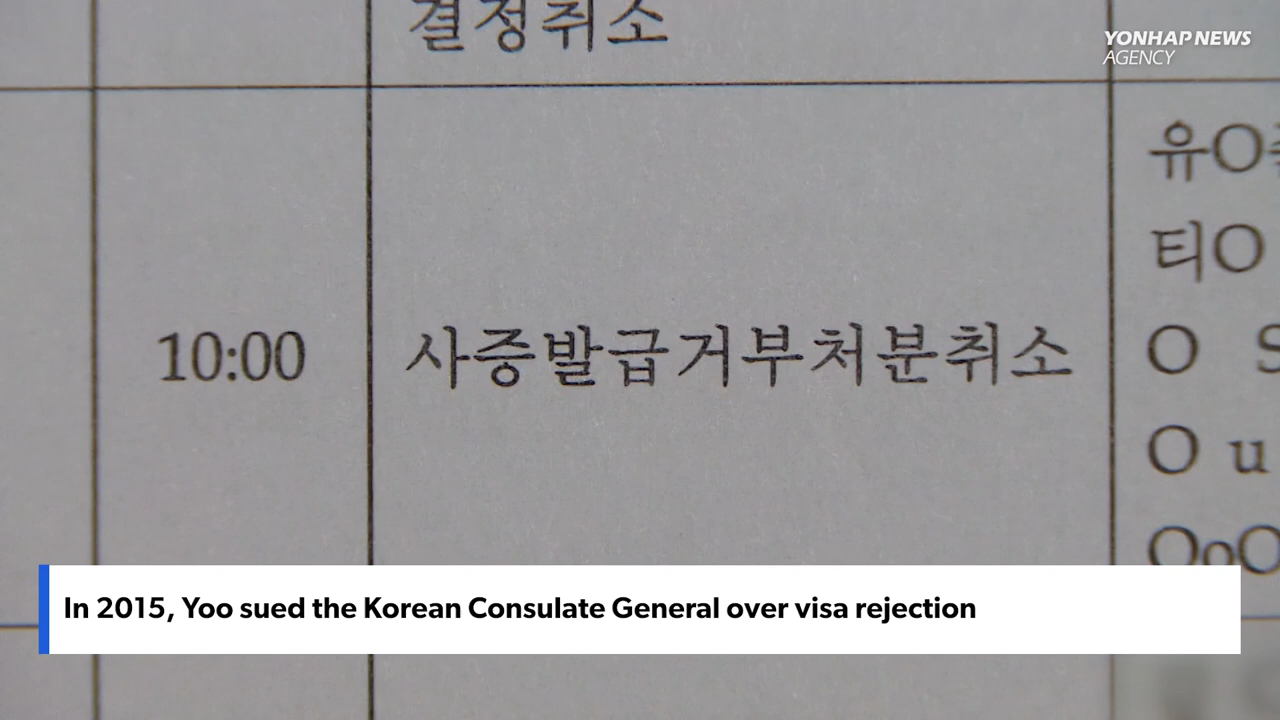 결정취소
YONHAP NEWS
AGENCY
유O
티O
10:00
사증발급거부처분취소
O S
O u
OoO
In 2015, Yoo sued the Korean Consulate General over visa rejection